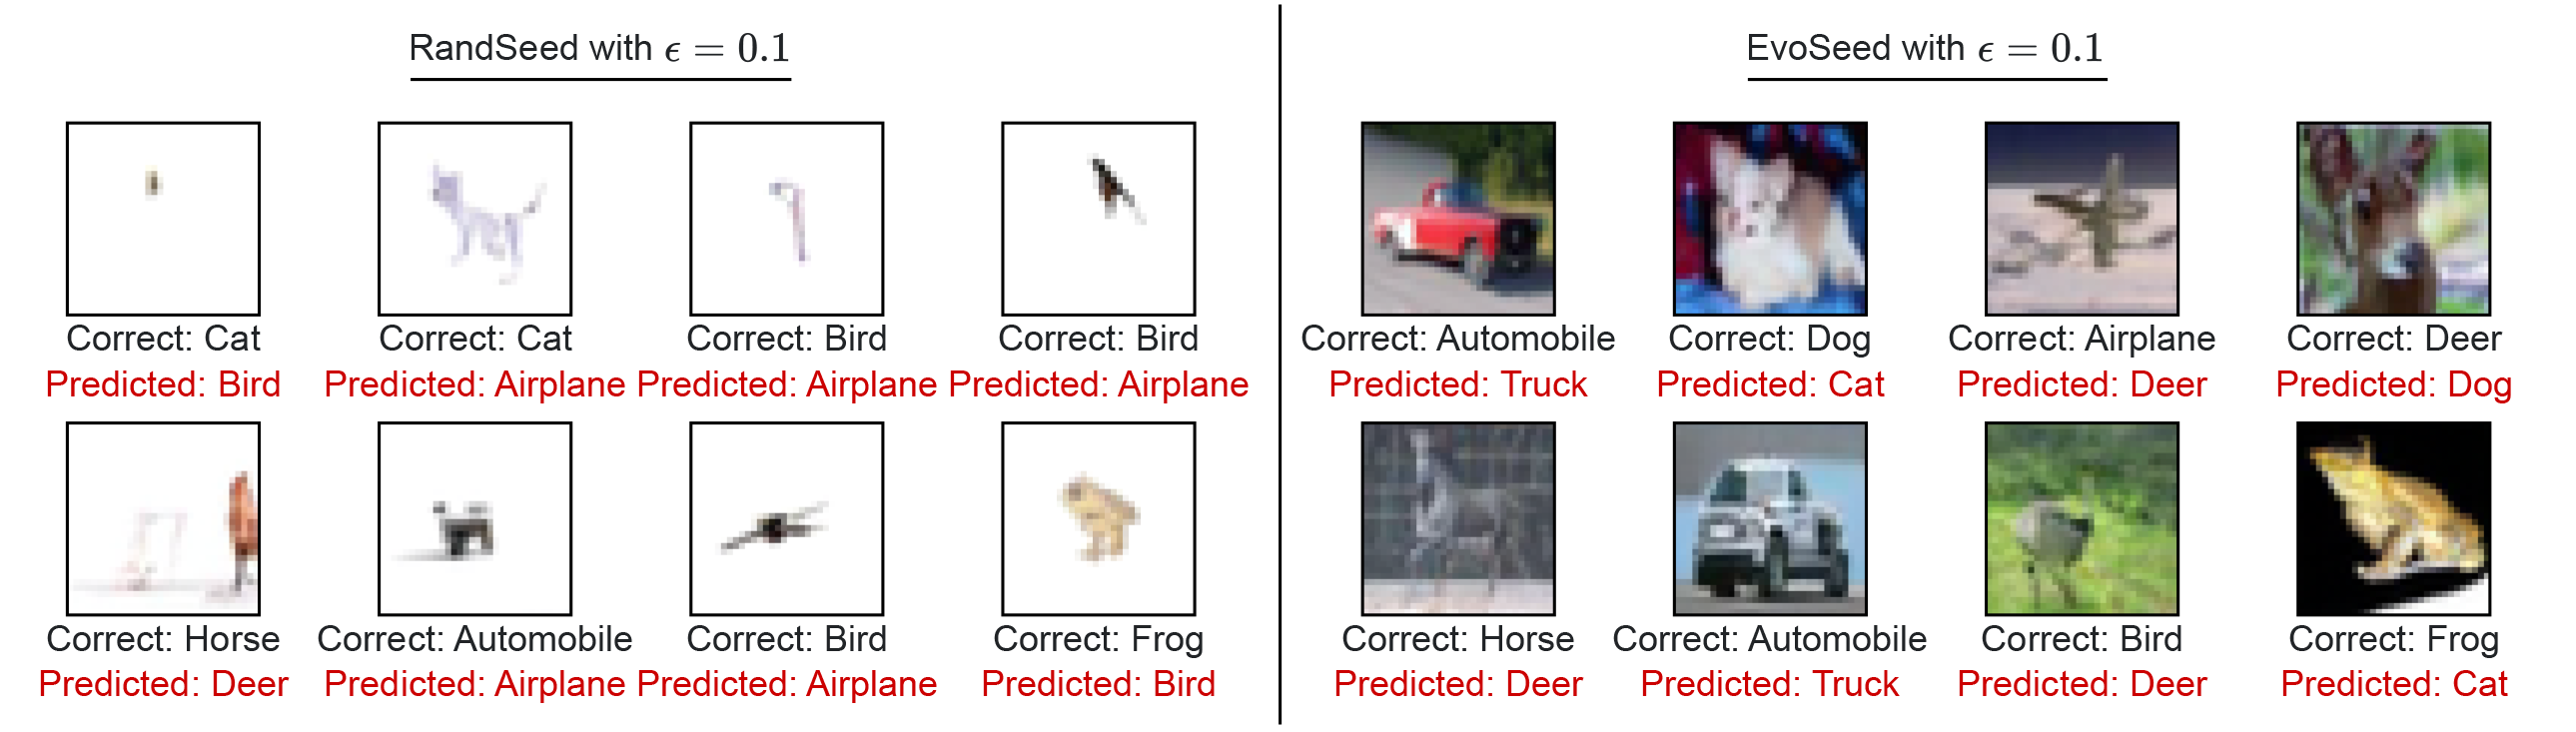 RandSeed with ϵ = 0.1
Correct: Cat
Predicted: Bird
Correct: Cat
Predicted: Airplane
Correct: Bird
Predicted: Airplane
Correct: Bird
Predicted: Airplane
Correct: Horse
Predicted: Deer
Correct: Automobile
Predicted: Airplane
Correct: Bird
Predicted: Airplane
Correct: Frog
Predicted: Bird
EvoSeed with ϵ = 0.1
Correct: Automobile
Predicted: Truck
Correct: Dog
Predicted: Cat
Correct: Airplane
Predicted: Deer
Correct: Deer
Predicted: Dog
Correct: Horse
Predicted: Deer
Correct: Automobile
Predicted: Truck
Correct: Bird
Predicted: Deer
Correct: Frog
Predicted: Cat